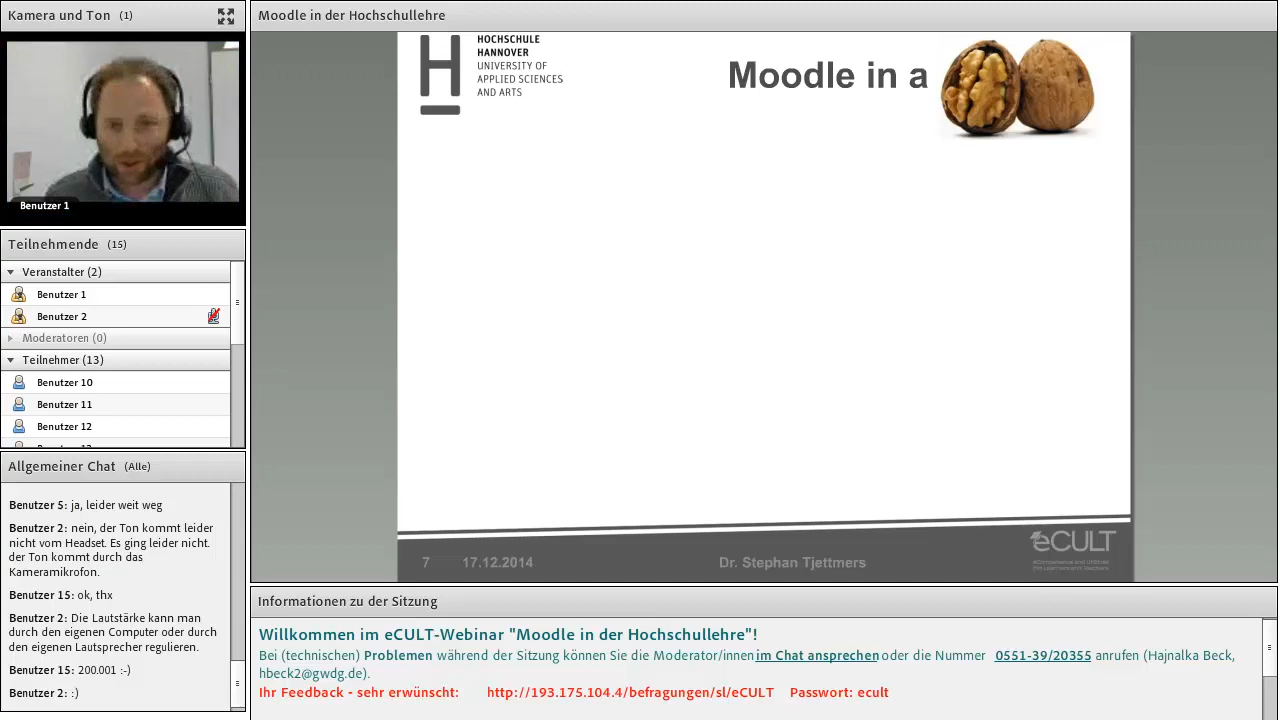 Kamera und Ton (1)
Benutzer 1
Teilnehmende (15)
Veranstalter (2)
Benutzer 1
Benutzer 2
Moderatoren (0)
Teilnehmer (13)
Benutzer 10
Benutzer 11
Benutzer 12
Allgemeiner Chat (Alle)
Benutzer 5: ja, leider weit weg
Benutzer 2: nein, der Ton kommt leider
nicht vom Headset. Es ging leider nicht.
der Ton kommt durch das
Kameramikrofon.
Benutzer 15: ok, thx
Benutzer 2: Die Lautstärke kann man
durch den eigenen Computer oder durch
den eigenen Lautsprecher regulieren.
Benutzer 15: 200.001 :-)
Benutzer 2: :)
Moodle in der Hochschullehre
H
HOCHSCHULE
HANNOVER
UNIVERSITY OF
APPLIED SCIENCES
AND ARTS
Moodle in a
7 17.12.2014 Dr. Stephan Tjettmers
eCULT
Informationen zu der Sitzung
Willkommen im eCULT-Webinar "Moodle in der Hochschullehre"!
Bei (technischen) Problemen während der Sitzung können Sie die Moderator/innen im Chat ansprechen oder die Nummer 0551-39/20355 anrufen (Hajnalka Beck,
hbeck2@gwdg.de).
Ihr Feedback - sehr erwünscht: http://193.175.104.4/befragungen/sl/eCULT Passwort: ecult